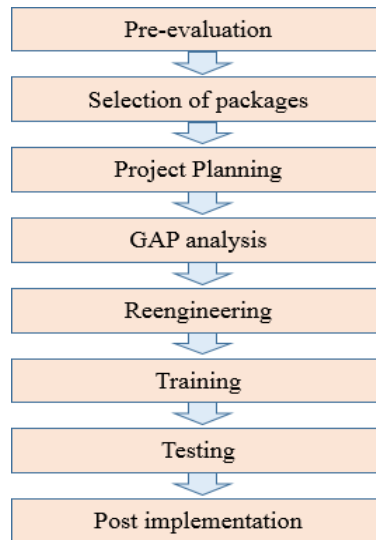 Pre-evaluation
Selection of packages
Project Planning
GAP analysis
Reengineering
Training
Testing
Post implementation